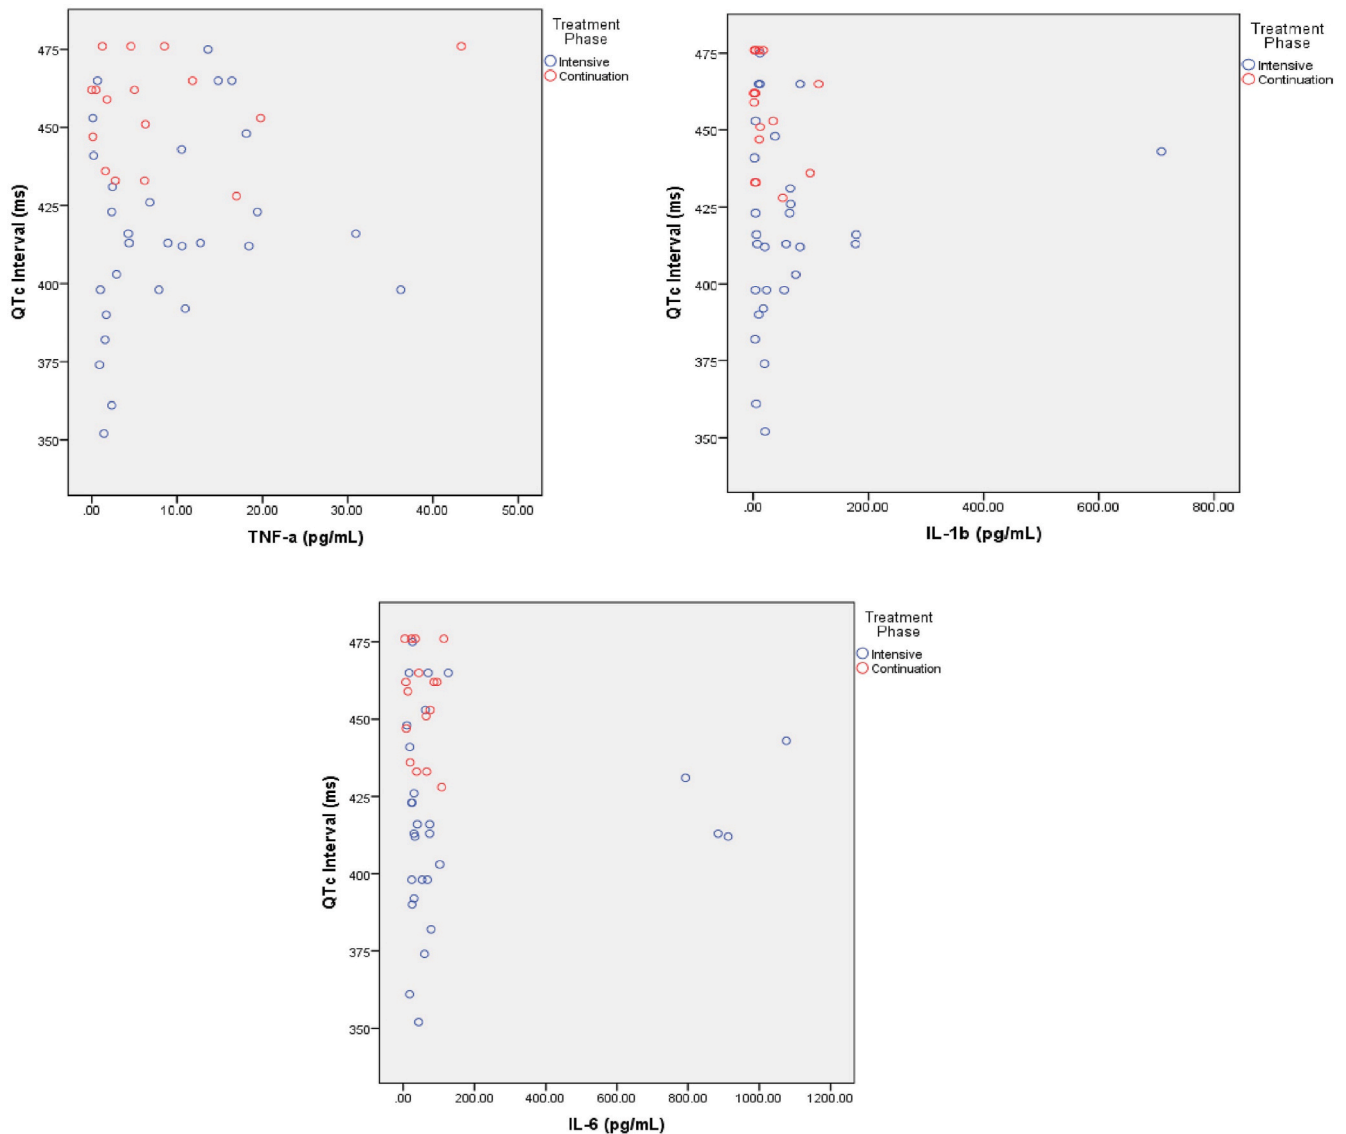 Treatment
Phase
Intensive
Continuation
475
450
425
400
375
350
QTc Interval (ms)
.00 10.00 20.00 30.00 40.00 50.00
TNF-a (pg/mL)
Treatment
Phase
Intensive
Continuation
475
450
425
400
375
350
QTc Interval (ms)
.00 200.00 400.00 600.00 800.00
IL-1b (pg/mL)
Treatment
Phase
Intensive
Continuation
475
450
425
400
375
350
QTc Interval (ms)
.00 200.00 400.00 600.00 800.00 1000.00 1200.00
IL-6 (pg/mL)